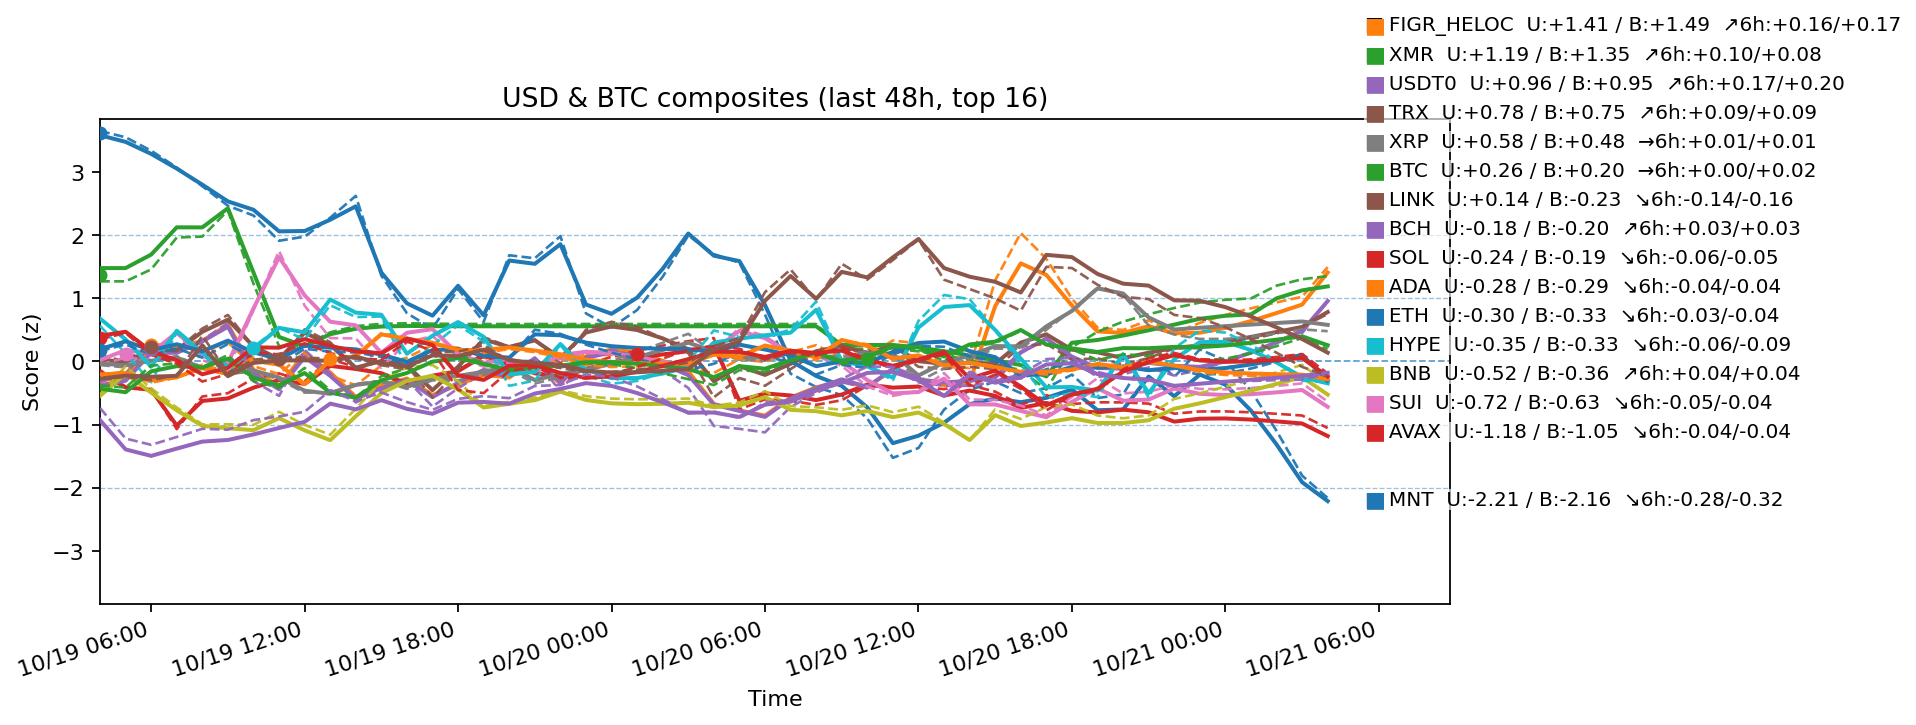 FIGR_HELOC U:+1.41 / B:+1.49 ↗6h:+0.16/+0.17
XMR U:+1.19 / B:+1.35 ↗6h:+0.10/+0.08
USDT0 U:+0.96 / B:+0.95 ↗6h:+0.17/+0.20
USD & BTC composites (last 48h, top 16)
TRX U:+0.78 / B:+0.75 ↗6h:+0.09/+0.09
XRP U:+0.58 / B:+0.48 →6h:+0.01/+0.01
BTC U:+0.26 / B:+0.20 →6h:+0.00/+0.02
LINK U:+0.14 / B:-0.23 ↘6h:-0.14/-0.16
BCH U:-0.18 / B:-0.20 ↗6h:+0.03/+0.03
SOL U:-0.24 / B:-0.19 ↘6h:-0.06/-0.05
ADA U:-0.28 / B:-0.29 ↘6h:-0.04/-0.04
ETH U:-0.30 / B:-0.33 ↘6h:-0.03/-0.04
HYPE U:-0.35 / B:-0.33 ↘6h:-0.06/-0.09
BNB U:-0.52 / B:-0.36 ↗6h:+0.04/+0.04
SUI U:-0.72 / B:-0.63 ↘6h:-0.05/-0.04
AVAX U:-1.18 / B:-1.05 ↘6h:-0.04/-0.04
MNT U:-2.21 / B:-2.16 ↘6h:-0.28/-0.32
Score (z)
3
2
1
0
−1
−2
−3
10/19 06:00
10/19 12:00
10/19 18:00
10/20 00:00
10/20 06:00
10/20 12:00
10/20 18:00
10/21 00:00
10/21 06:00
Time